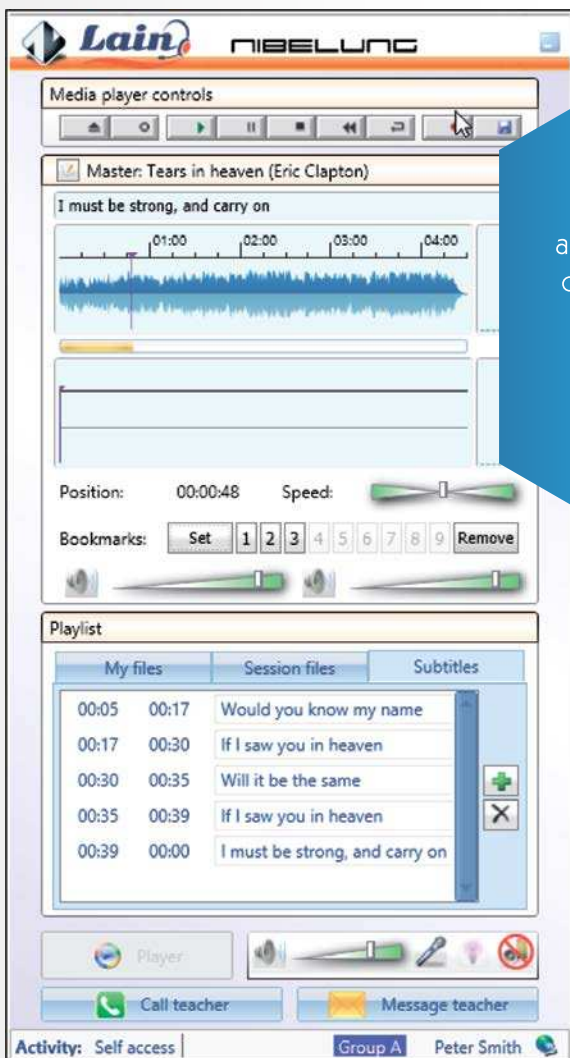 Lain NIBELUNG
Media player controls
Master: Tears in heaven (Eric Clapton)
I must be strong, and carry on
01:00 02:00 03:00 04:00
Position: 00:00:48 Speed:
Bookmarks: Set 1 2 3 4 5 6 7 8 9 Remove
Playlist
My files Session files Subtitles
00:05 00:17 Would you know my name
00:17 00:30 If I saw you in heaven
00:30 00:35 Will it be the same
00:35 00:39 If I saw you in heaven
00:39 00:00 I must be strong, and carry on
Player
Call teacher Message teacher
Activity: Self access Group A Peter Smith